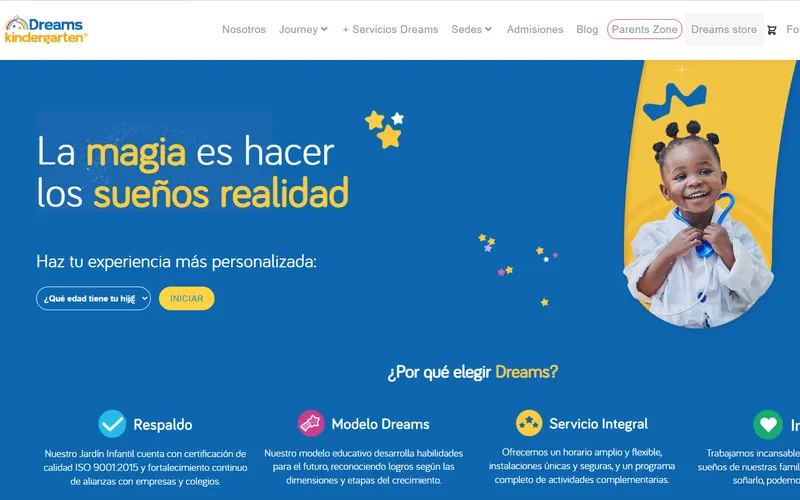 Dreams
kindergarten®
Nosotros Journey + Servicios Dreams Sedes Admisiones Blog Parents Zone Dreams store
La magia es hacer
los sueños realidad
Haz tu experiencia más personalizada:
¿Qué edad tiene tu INICIAR
¿Por qué elegir Dreams?
Respaldo
Nuestro Jardín Infantil cuenta con certificación de
calidad ISO 9001:2015 y fortalecimiento continuo
de alianzas con empresas y colegios.
Modelo Dreams
Nuestro modelo educativo desarrolla habilidades
para el futuro, reconociendo logros según las
dimensiones y etapas del crecimiento.
Servicio Integral
Ofrecemos un horario amplio y flexible,
instalaciones únicas y seguras, y un programa
completo de actividades complementarias.
Trabajamos
sueños de nuestras
soñarlo,